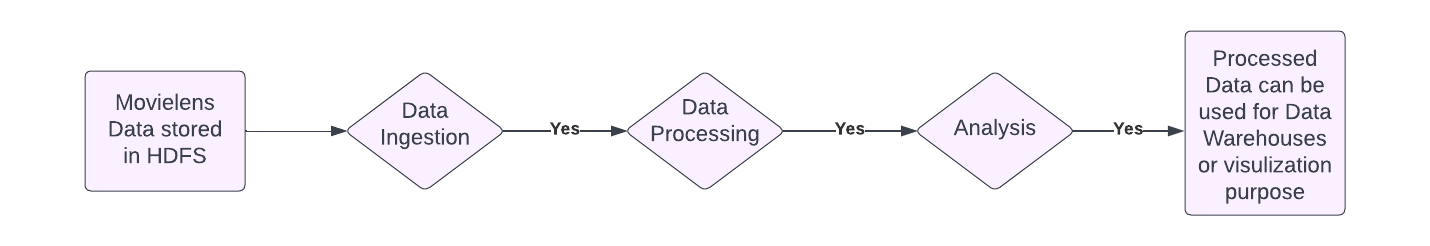 Movielens
Data stored
in HDFS
Data
Ingestion
Yes
Data
Processing
Yes
Analysis
Yes
Processed
Data can be
used for Data
Warehouses
or visulization
purpose